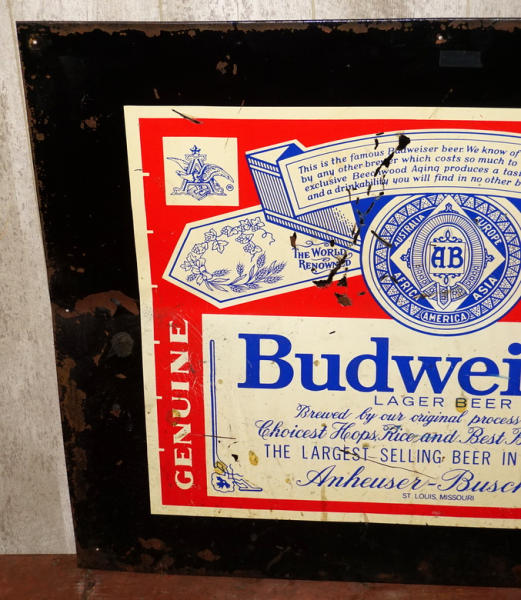 This is the famous Budweiser beer. We know of
by any other brewer which costs so much to
exclusive Beechwood Aging produces a tas
and a drinkability you will find in no other b
THE WORLD
RENOWNED
AUSTRALIA
EUROPE
AFRICA
ASIA
AMERICA
AB
GENUINE
Budwei
LAGER BEER
Brewed by our original process
Choicest Hops, Rice and Best B
THE LARGEST SELLING BEER IN
Anheuser-Busch
ST. LOUIS, MISSOURI